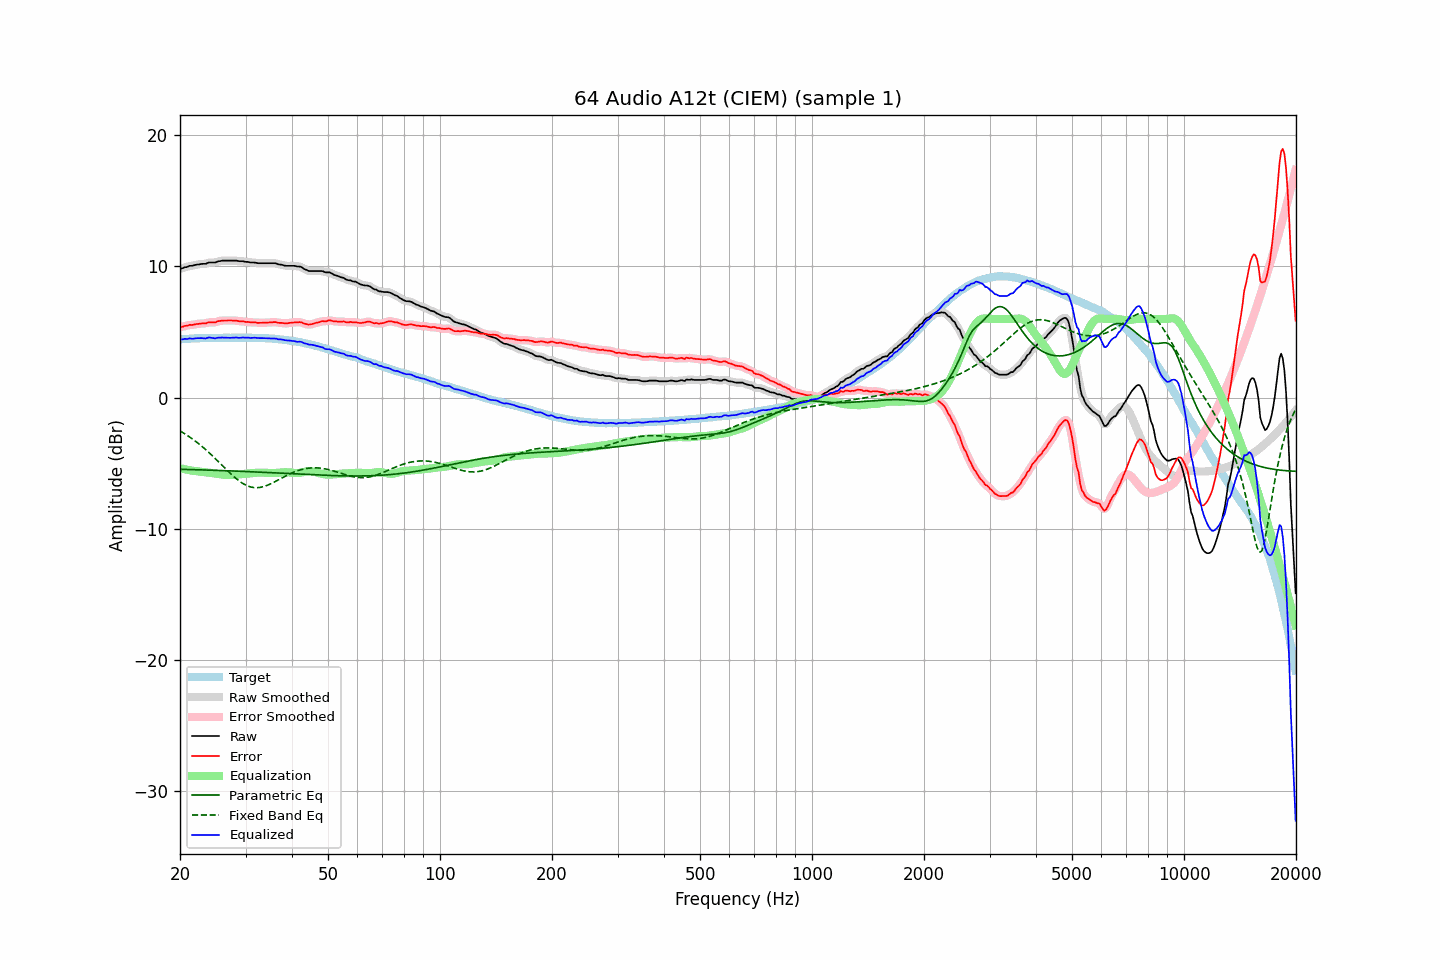 64 Audio A12t (CIEM) (sample 1)
20
10
0
−10
−20
−30
Amplitude (dBr)
Target
Raw Smoothed
Error Smoothed
Raw
Error
Equalization
Parametric Eq
Fixed Band Eq
Equalized
20 50 100 200 500 1000 2000 5000 10000 20000
Frequency (Hz)